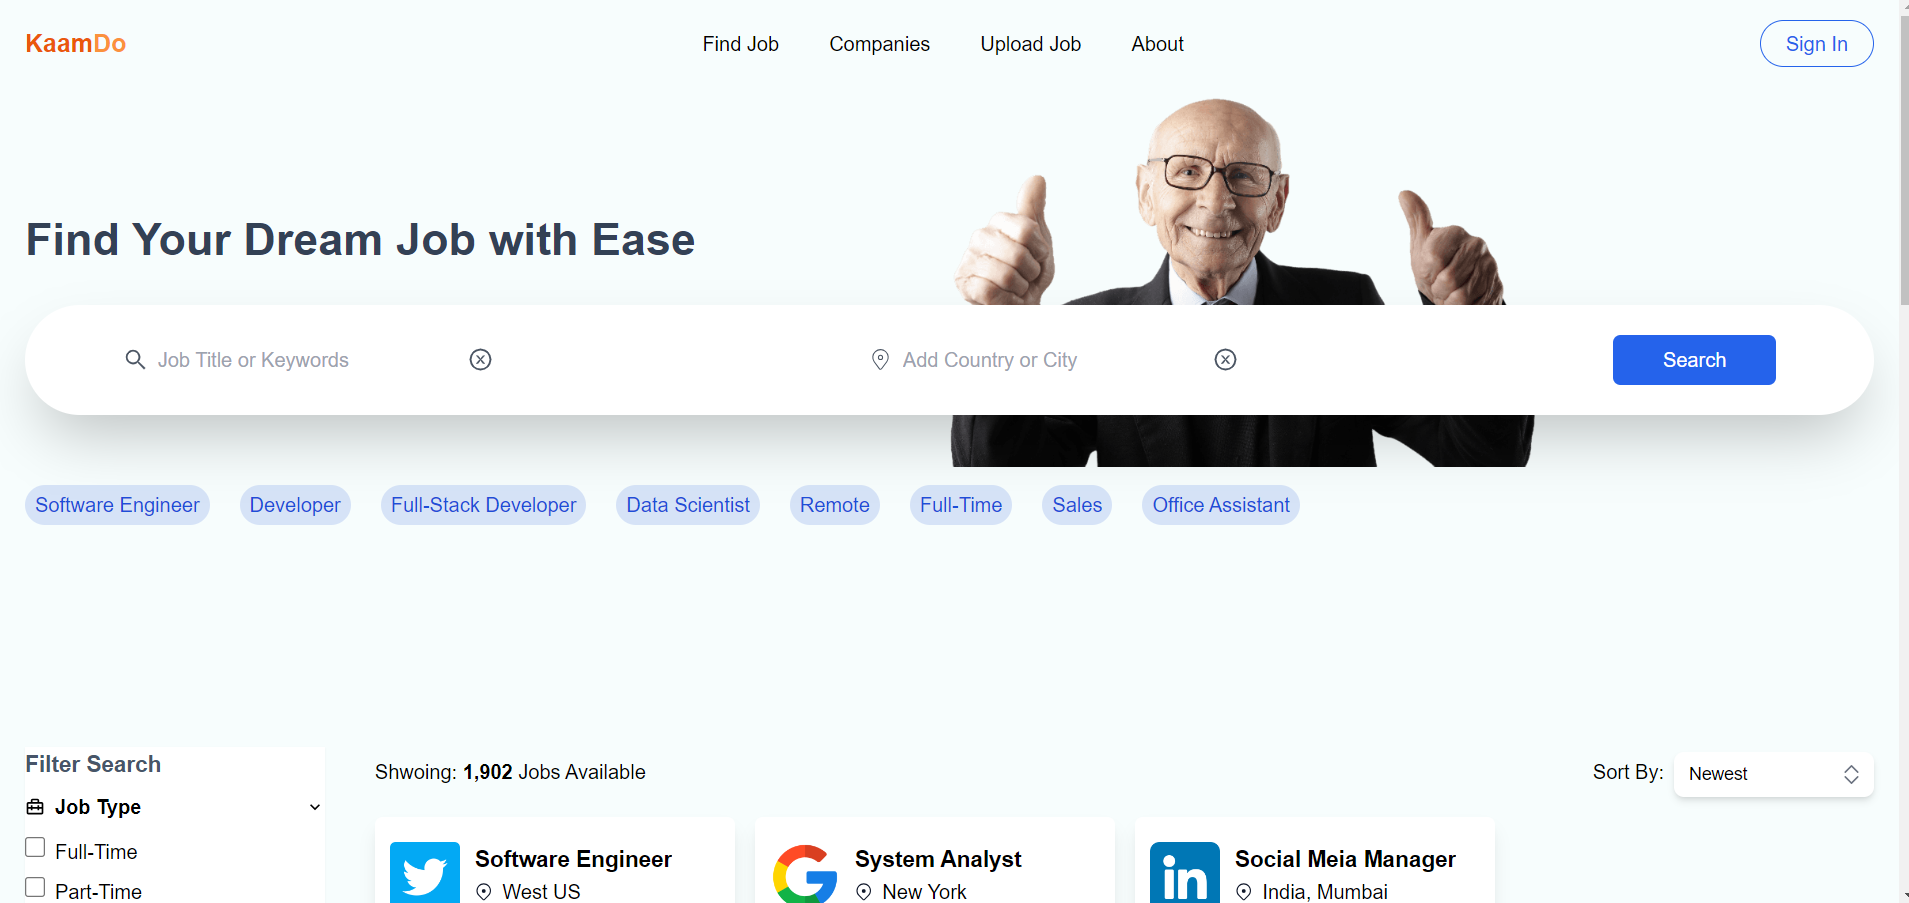 KaamDo
Find Job
Companies
Upload Job
About
Sign In
Find Your Dream Job with Ease
Job Title or Keywords
Add Country or City
Search
Software Engineer
Developer
Full-Stack Developer
Data Scientist
Remote
Full-Time
Sales
Office Assistant
Filter Search
Job Type
Full-Time
Part-Time
Shwoing: 1,902 Jobs Available
Sort By:
Newest
Software Engineer
West US
System Analyst
New York
in
Social Meia Manager
India, Mumbai